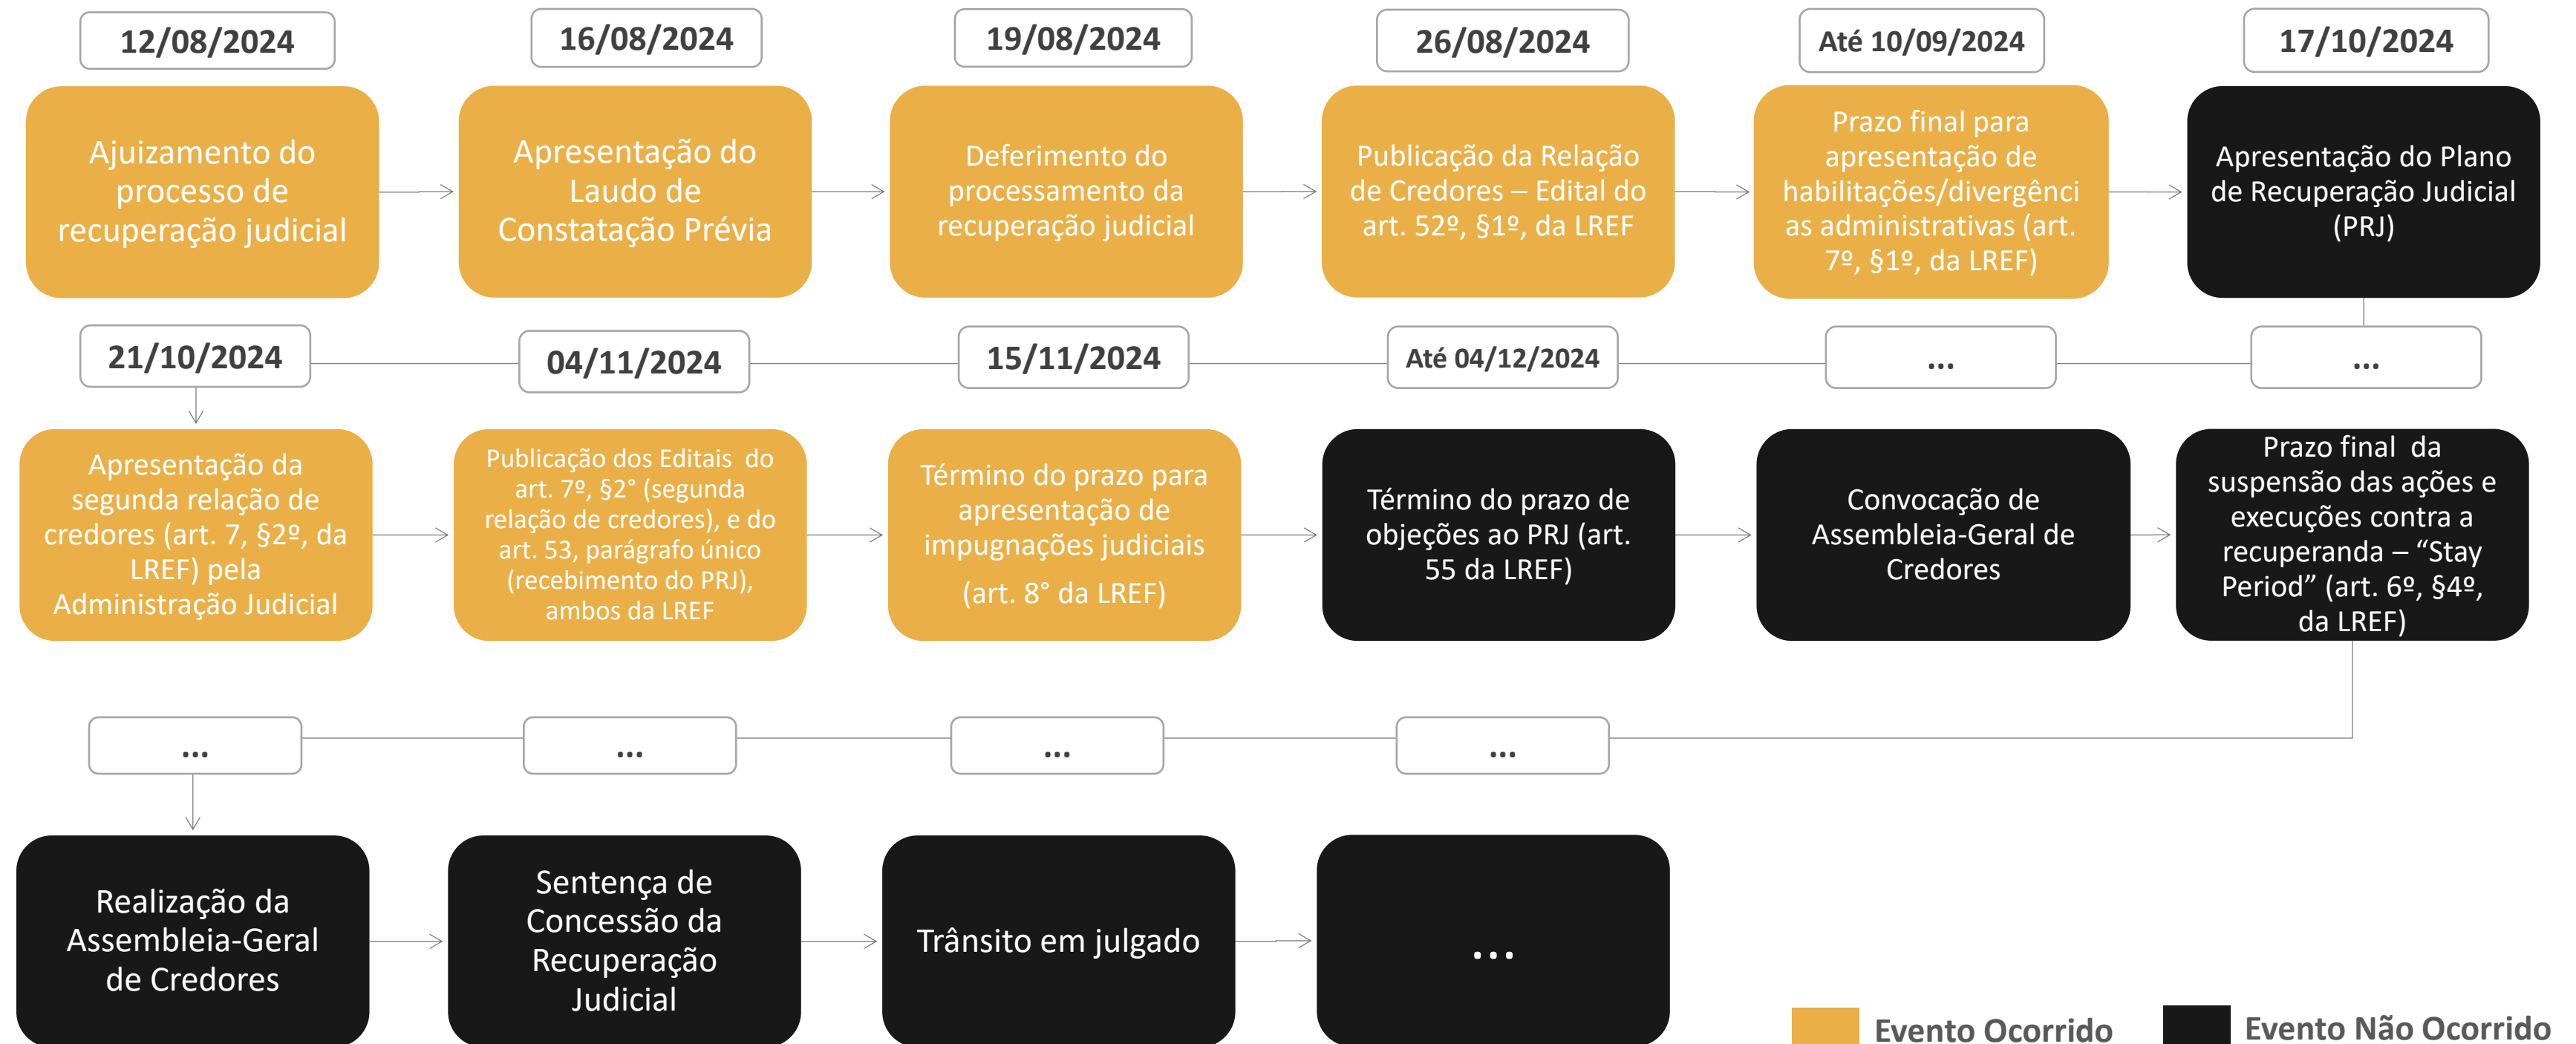 12/08/2024
16/08/2024
19/08/2024
26/08/2024
Até 10/09/2024
17/10/2024
Ajuizamento do
processo de
recuperação judicial
Apresentação do
Laudo de
Constatação Prévia
Deferimento do
processamento da
recuperação judicial
Publicação da Relação
de Credores – Edital do
art. 52º, §1º, da LREF
Prazo final para
apresentação de
habilitações/divergênci
as administrativas (art.
7º, §1º, da LREF)
Apresentação do Plano
de Recuperação Judicial
(PRJ)
21/10/2024
04/11/2024
15/11/2024
Até 04/12/2024
...
...
Apresentação da
segunda relação de
credores (art. 7, §2º, da
LREF) pela
Administração Judicial
Publicação dos Editais do
art. 7º, §2° (segunda
relação de credores), e do
art. 53, parágrafo único
(recebimento do PRJ),
ambos da LREF
Término do prazo para
apresentação de
impugnações judiciais
(art. 8° da LREF)
Término do prazo de
objeções ao PRJ (art.
55 da LREF)
Convocação de
Assembleia-Geral de
Credores
Prazo final da
suspensão das ações e
execuções contra a
recuperanda – “Stay
Period” (art. 6º, §4º,
da LREF)
...
...
...
...
Realização da
Assembleia-Geral
de Credores
Sentença de
Concessão da
Recuperação
Judicial
Trânsito em julgado
...
Evento Ocorrido
Evento Não Ocorrido